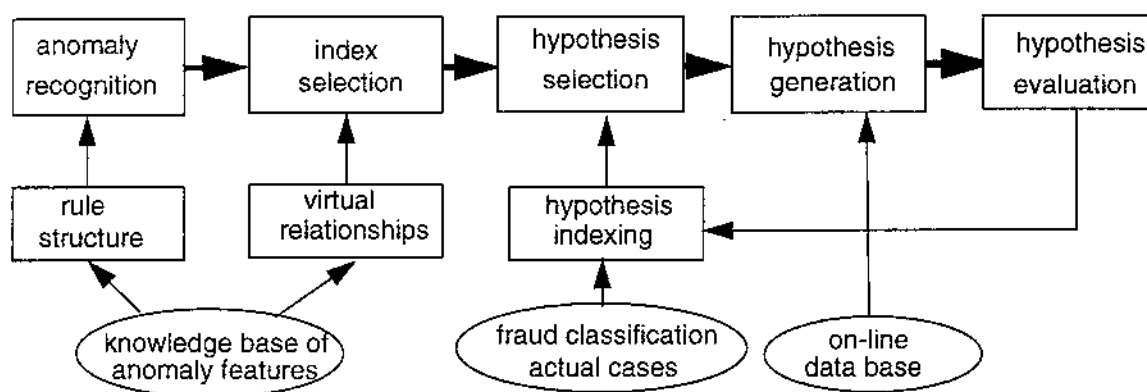 anomaly
recognition
index
selection
hypothesis
selection
hypothesis
generation
hypothesis
evaluation
rule
structure
virtual
relationships
hypothesis
indexing
knowledge base of
anomaly features
fraud classification
actual cases
on-line
data base